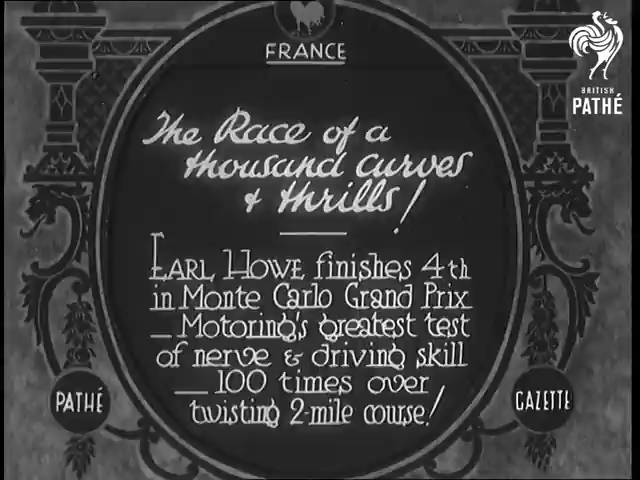 FRANCE
BRITISH
PATHÉ
The Race of a
thousand curves
& thrills!
EARL HOWE finishes 4th
in Monte Carlo Grand Prix
— Motoring's greatest test
of nerve & driving skill
— 100 times over
twisting 2-mile course!
PATHÉ
GAZETTE